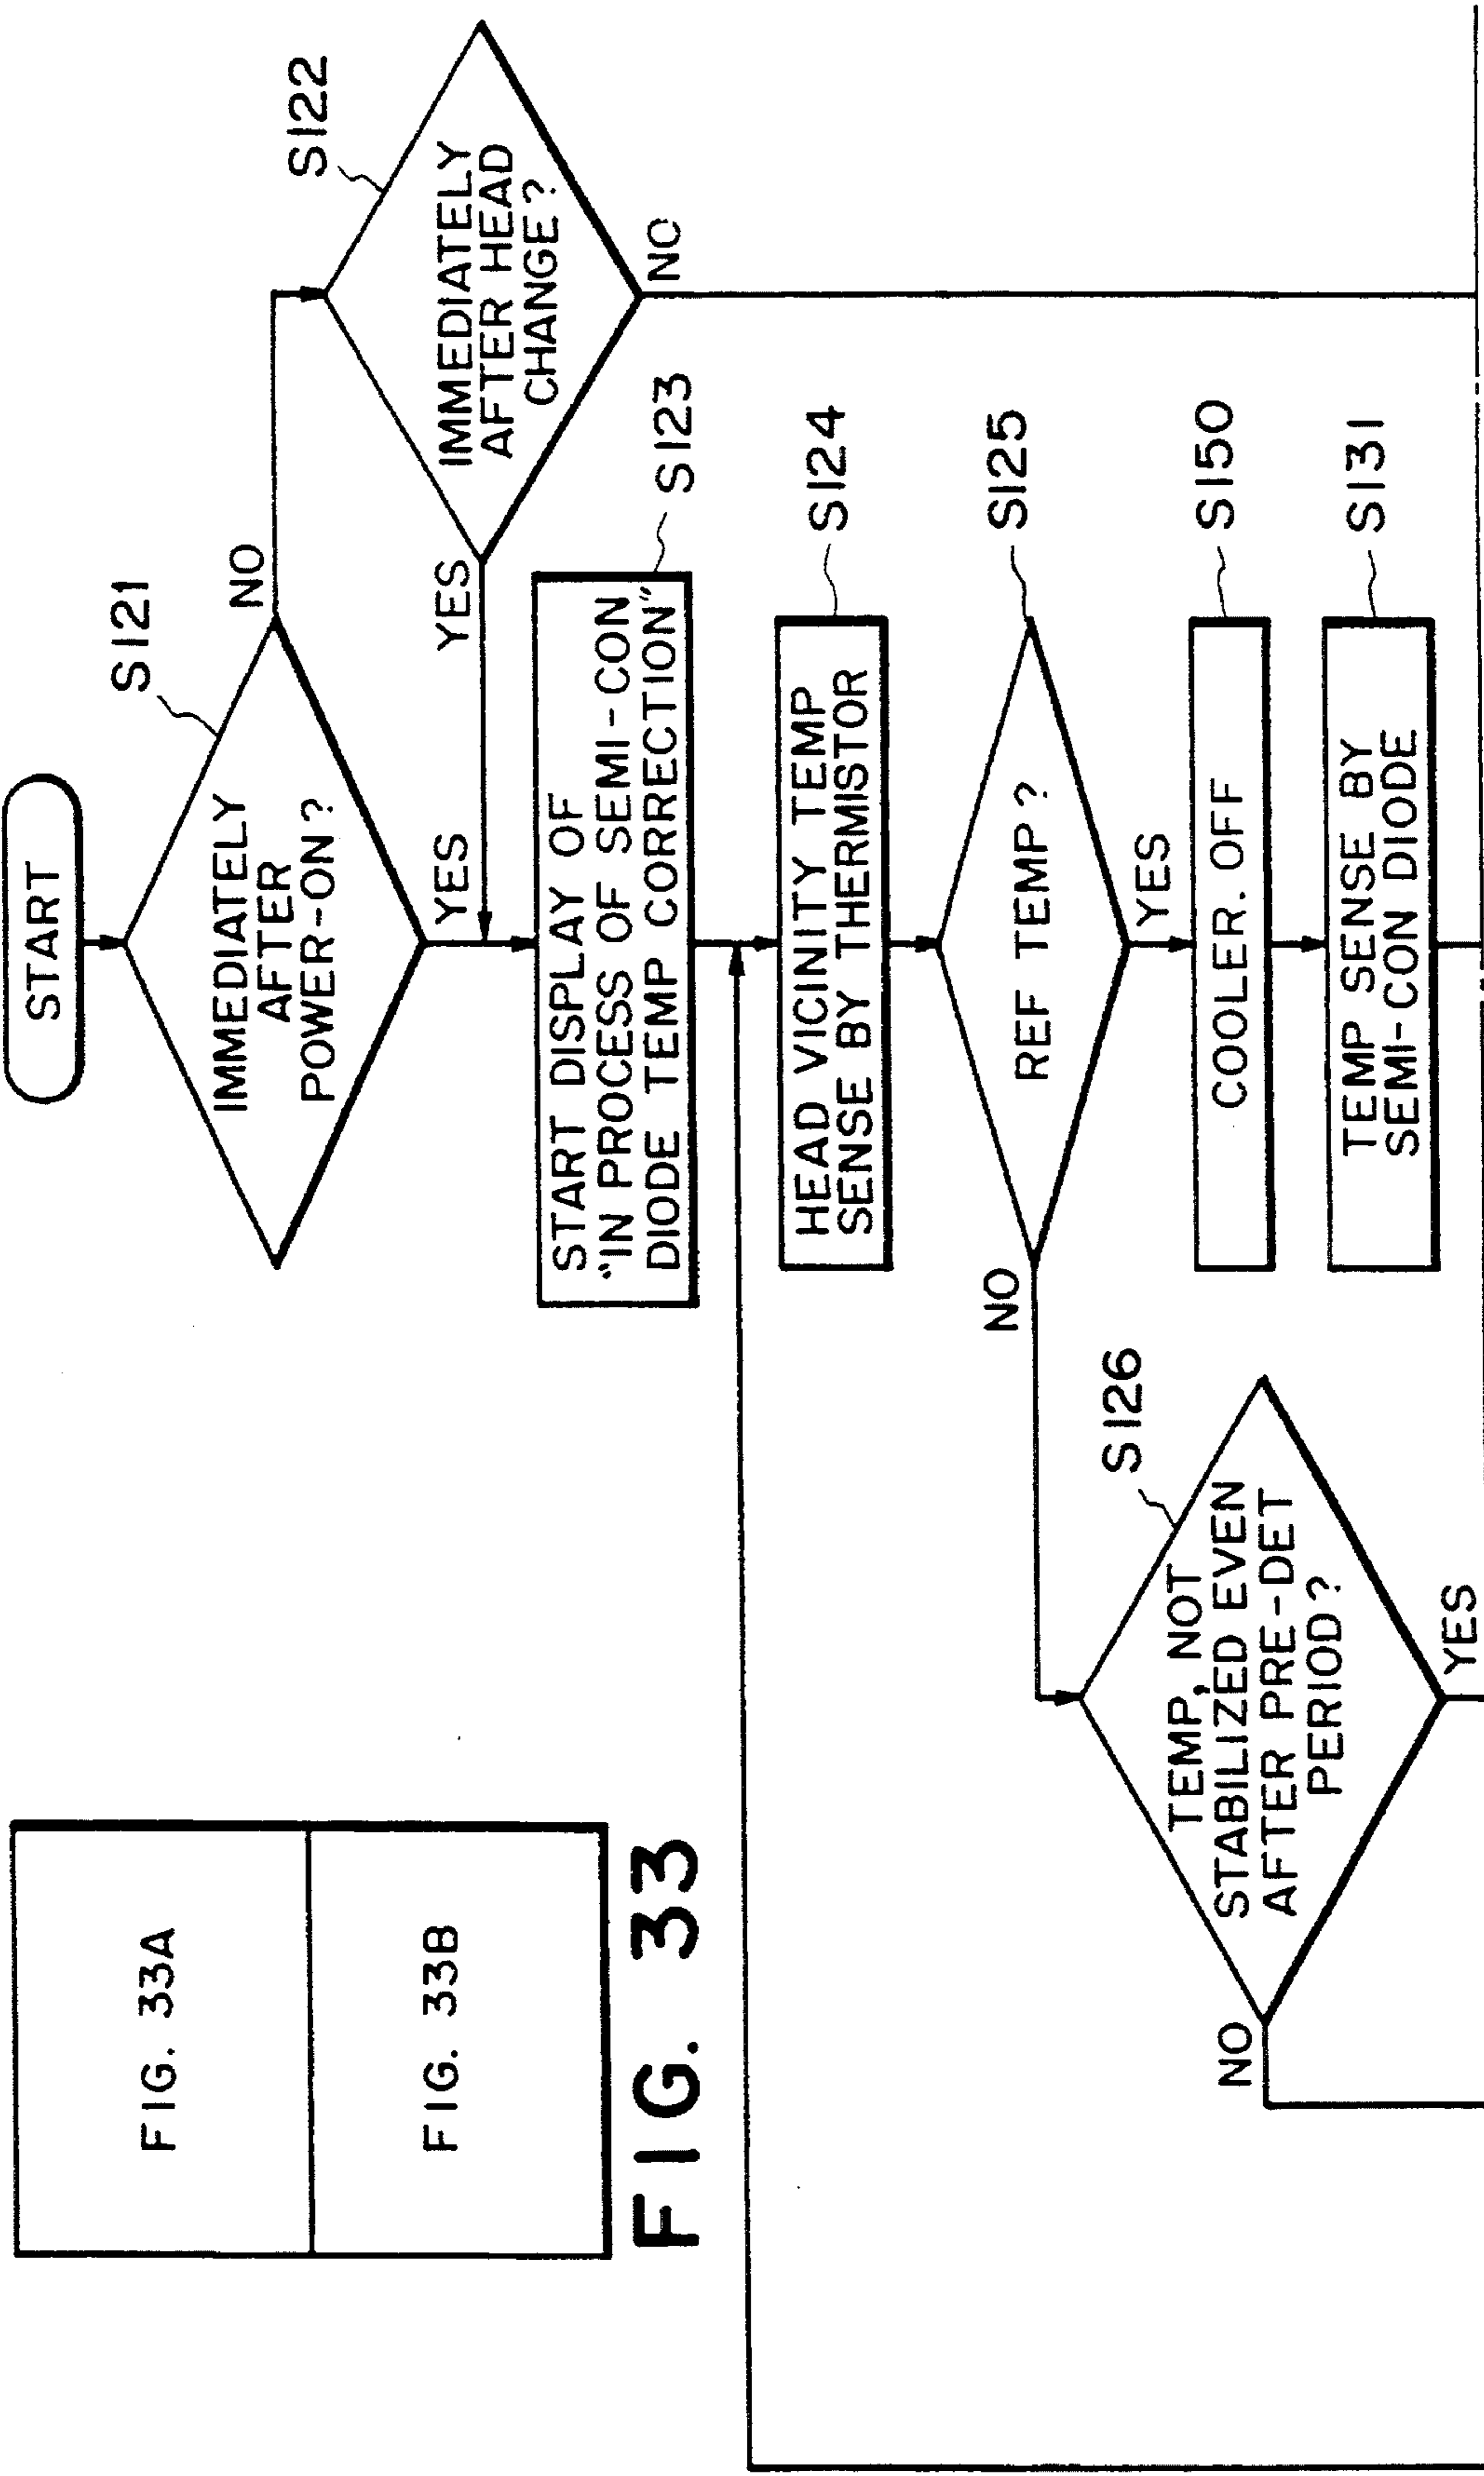 START
IMMEDIATELY
AFTER
POWER-ON?
S121
NO
YES
S122
IMMEDIATELY
AFTER HEAD
CHANGE?
YES
NO
START DISPLAY OF
"IN PROCESS OF SEMI-CON
DIODE TEMP CORRECTION"
S123
HEAD VICINITY TEMP
SENSE BY THERMISTOR
S124
REF TEMP?
S125
NO
YES
COOLER. OFF
S150
TEMP SENSE BY
SEMI-CON DIODE
S131
TEMP, NOT
STABILIZED EVEN
AFTER PRE-DET
PERIOD?
S126
NO
YES
FIG. 33A
FIG. 33B
FIG. 33